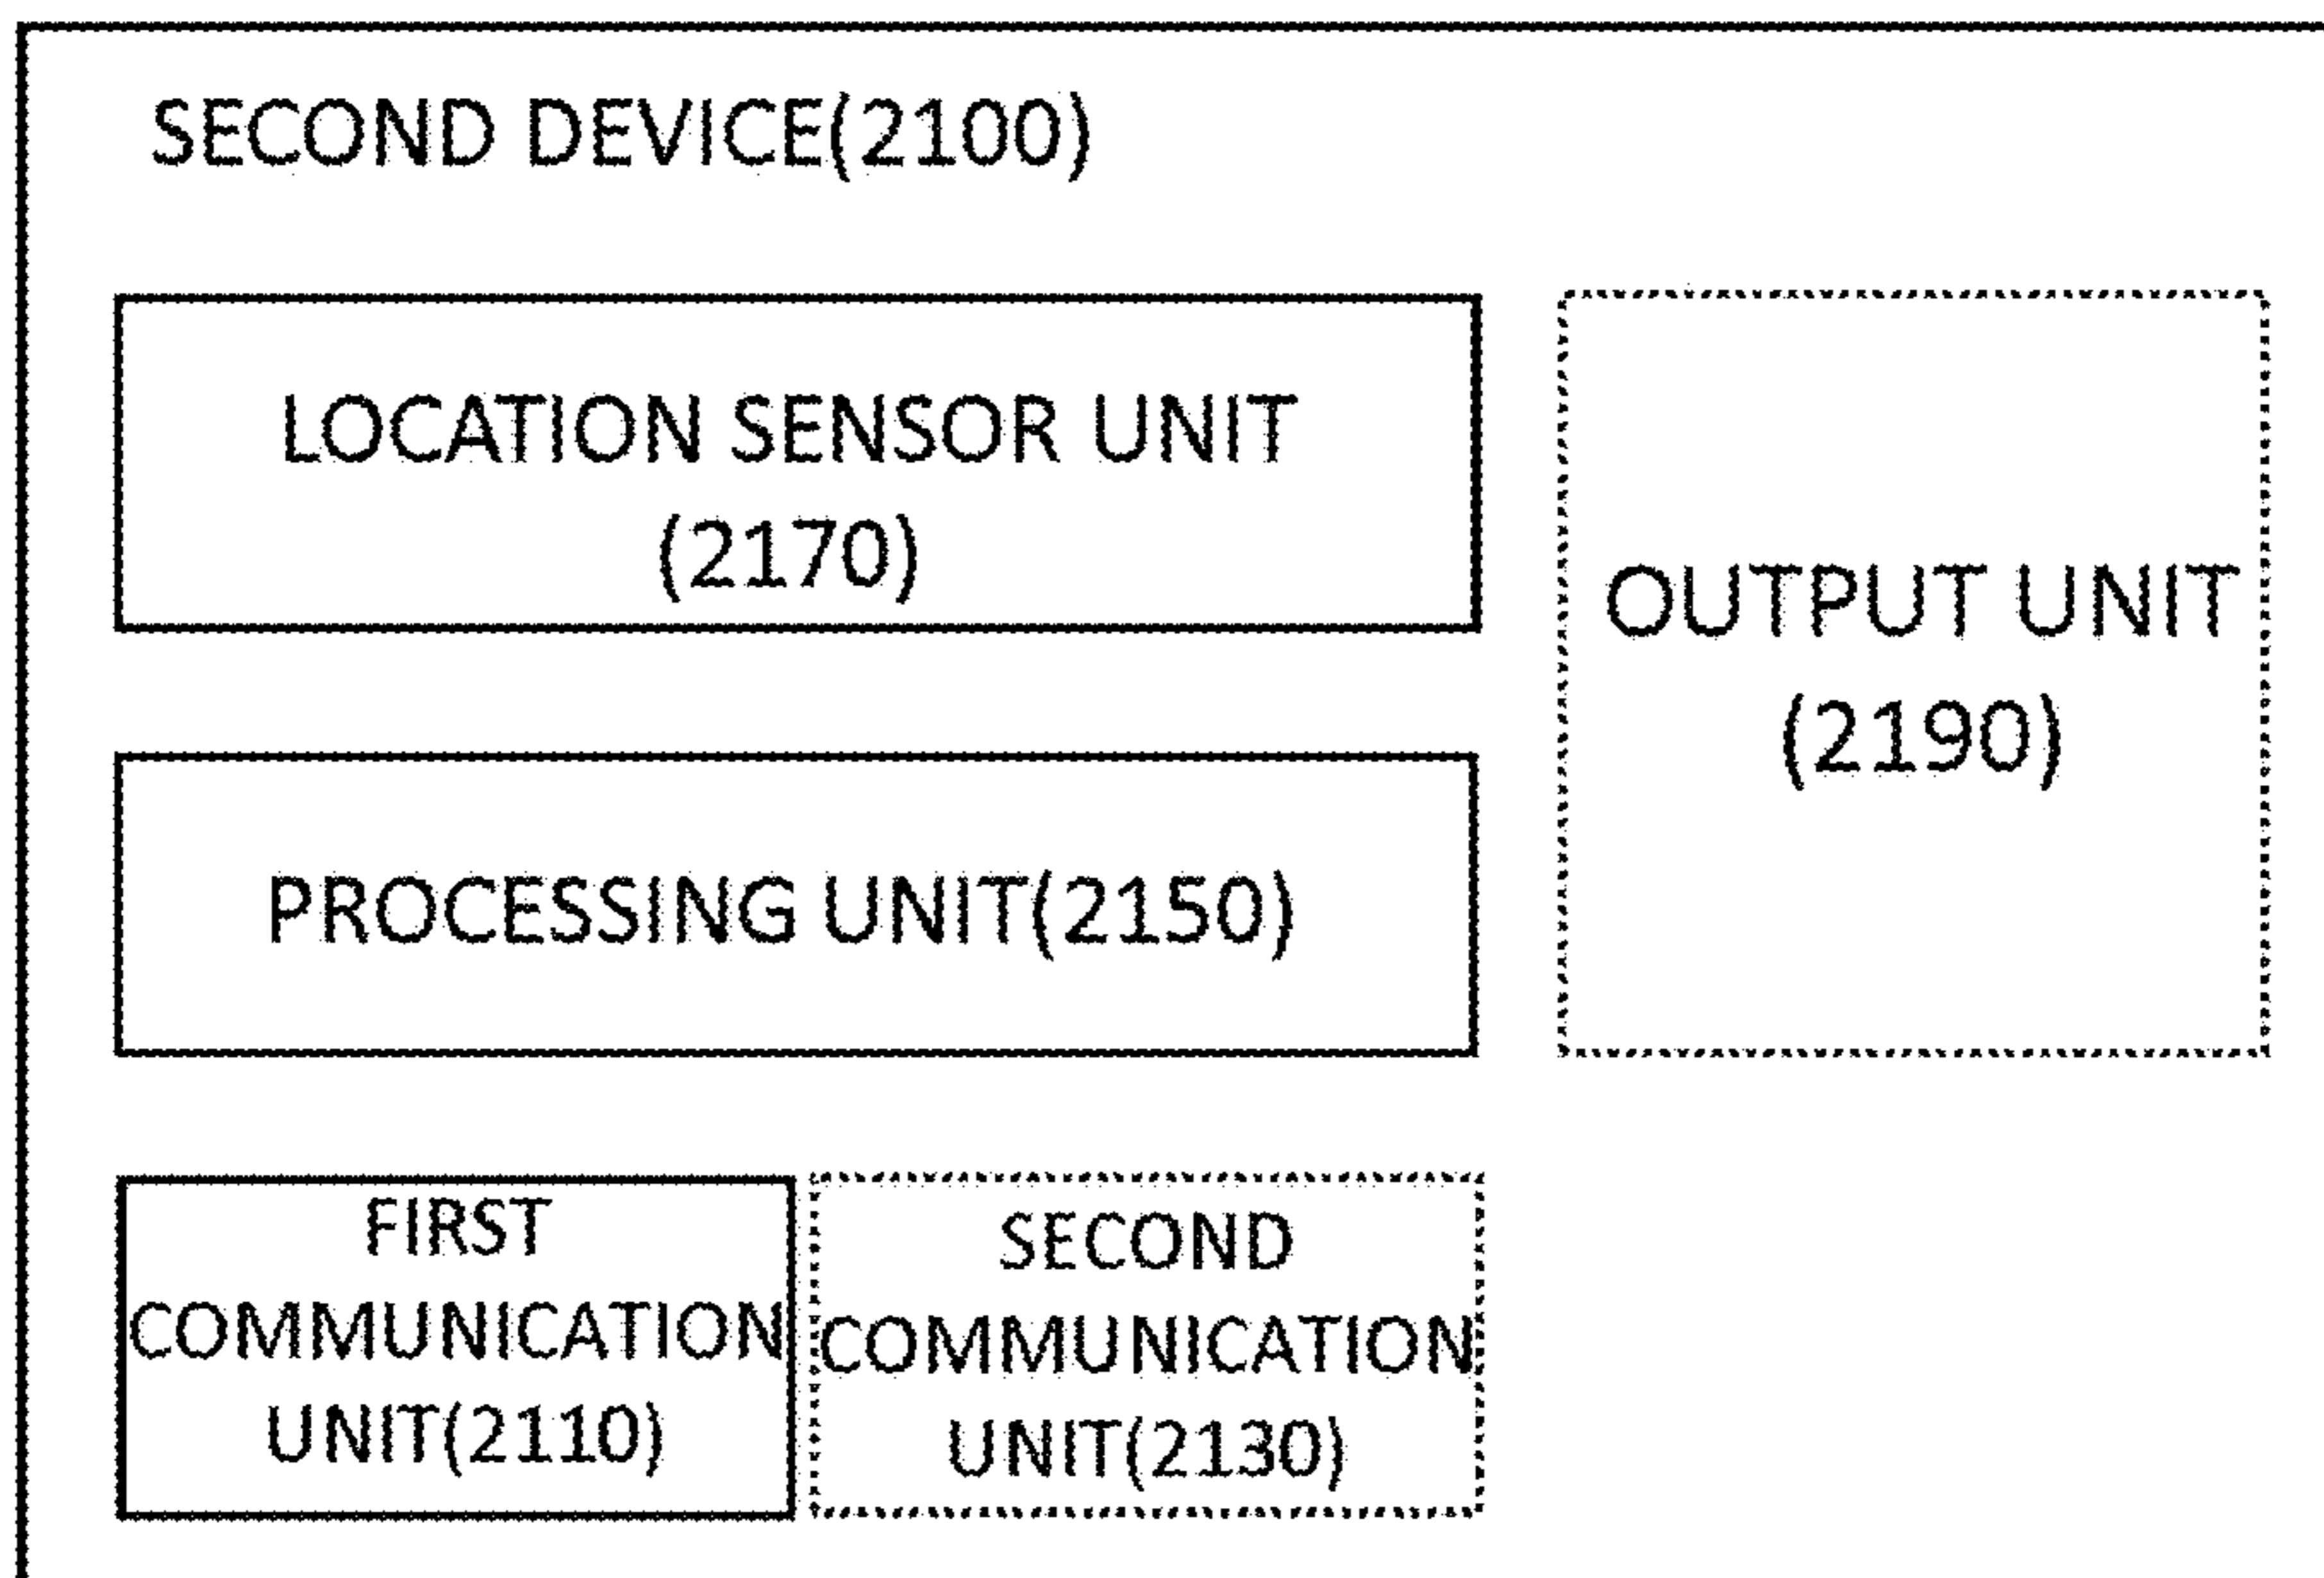 SECOND DEVICE(2100)
LOCATION SENSOR UNIT
(2170)
OUTPUT UNIT
(2190)
PROCESSING UNIT(2150)
FIRST
COMMUNICATION
UNIT(2110)
SECOND
COMMUNICATION
UNIT(2130)